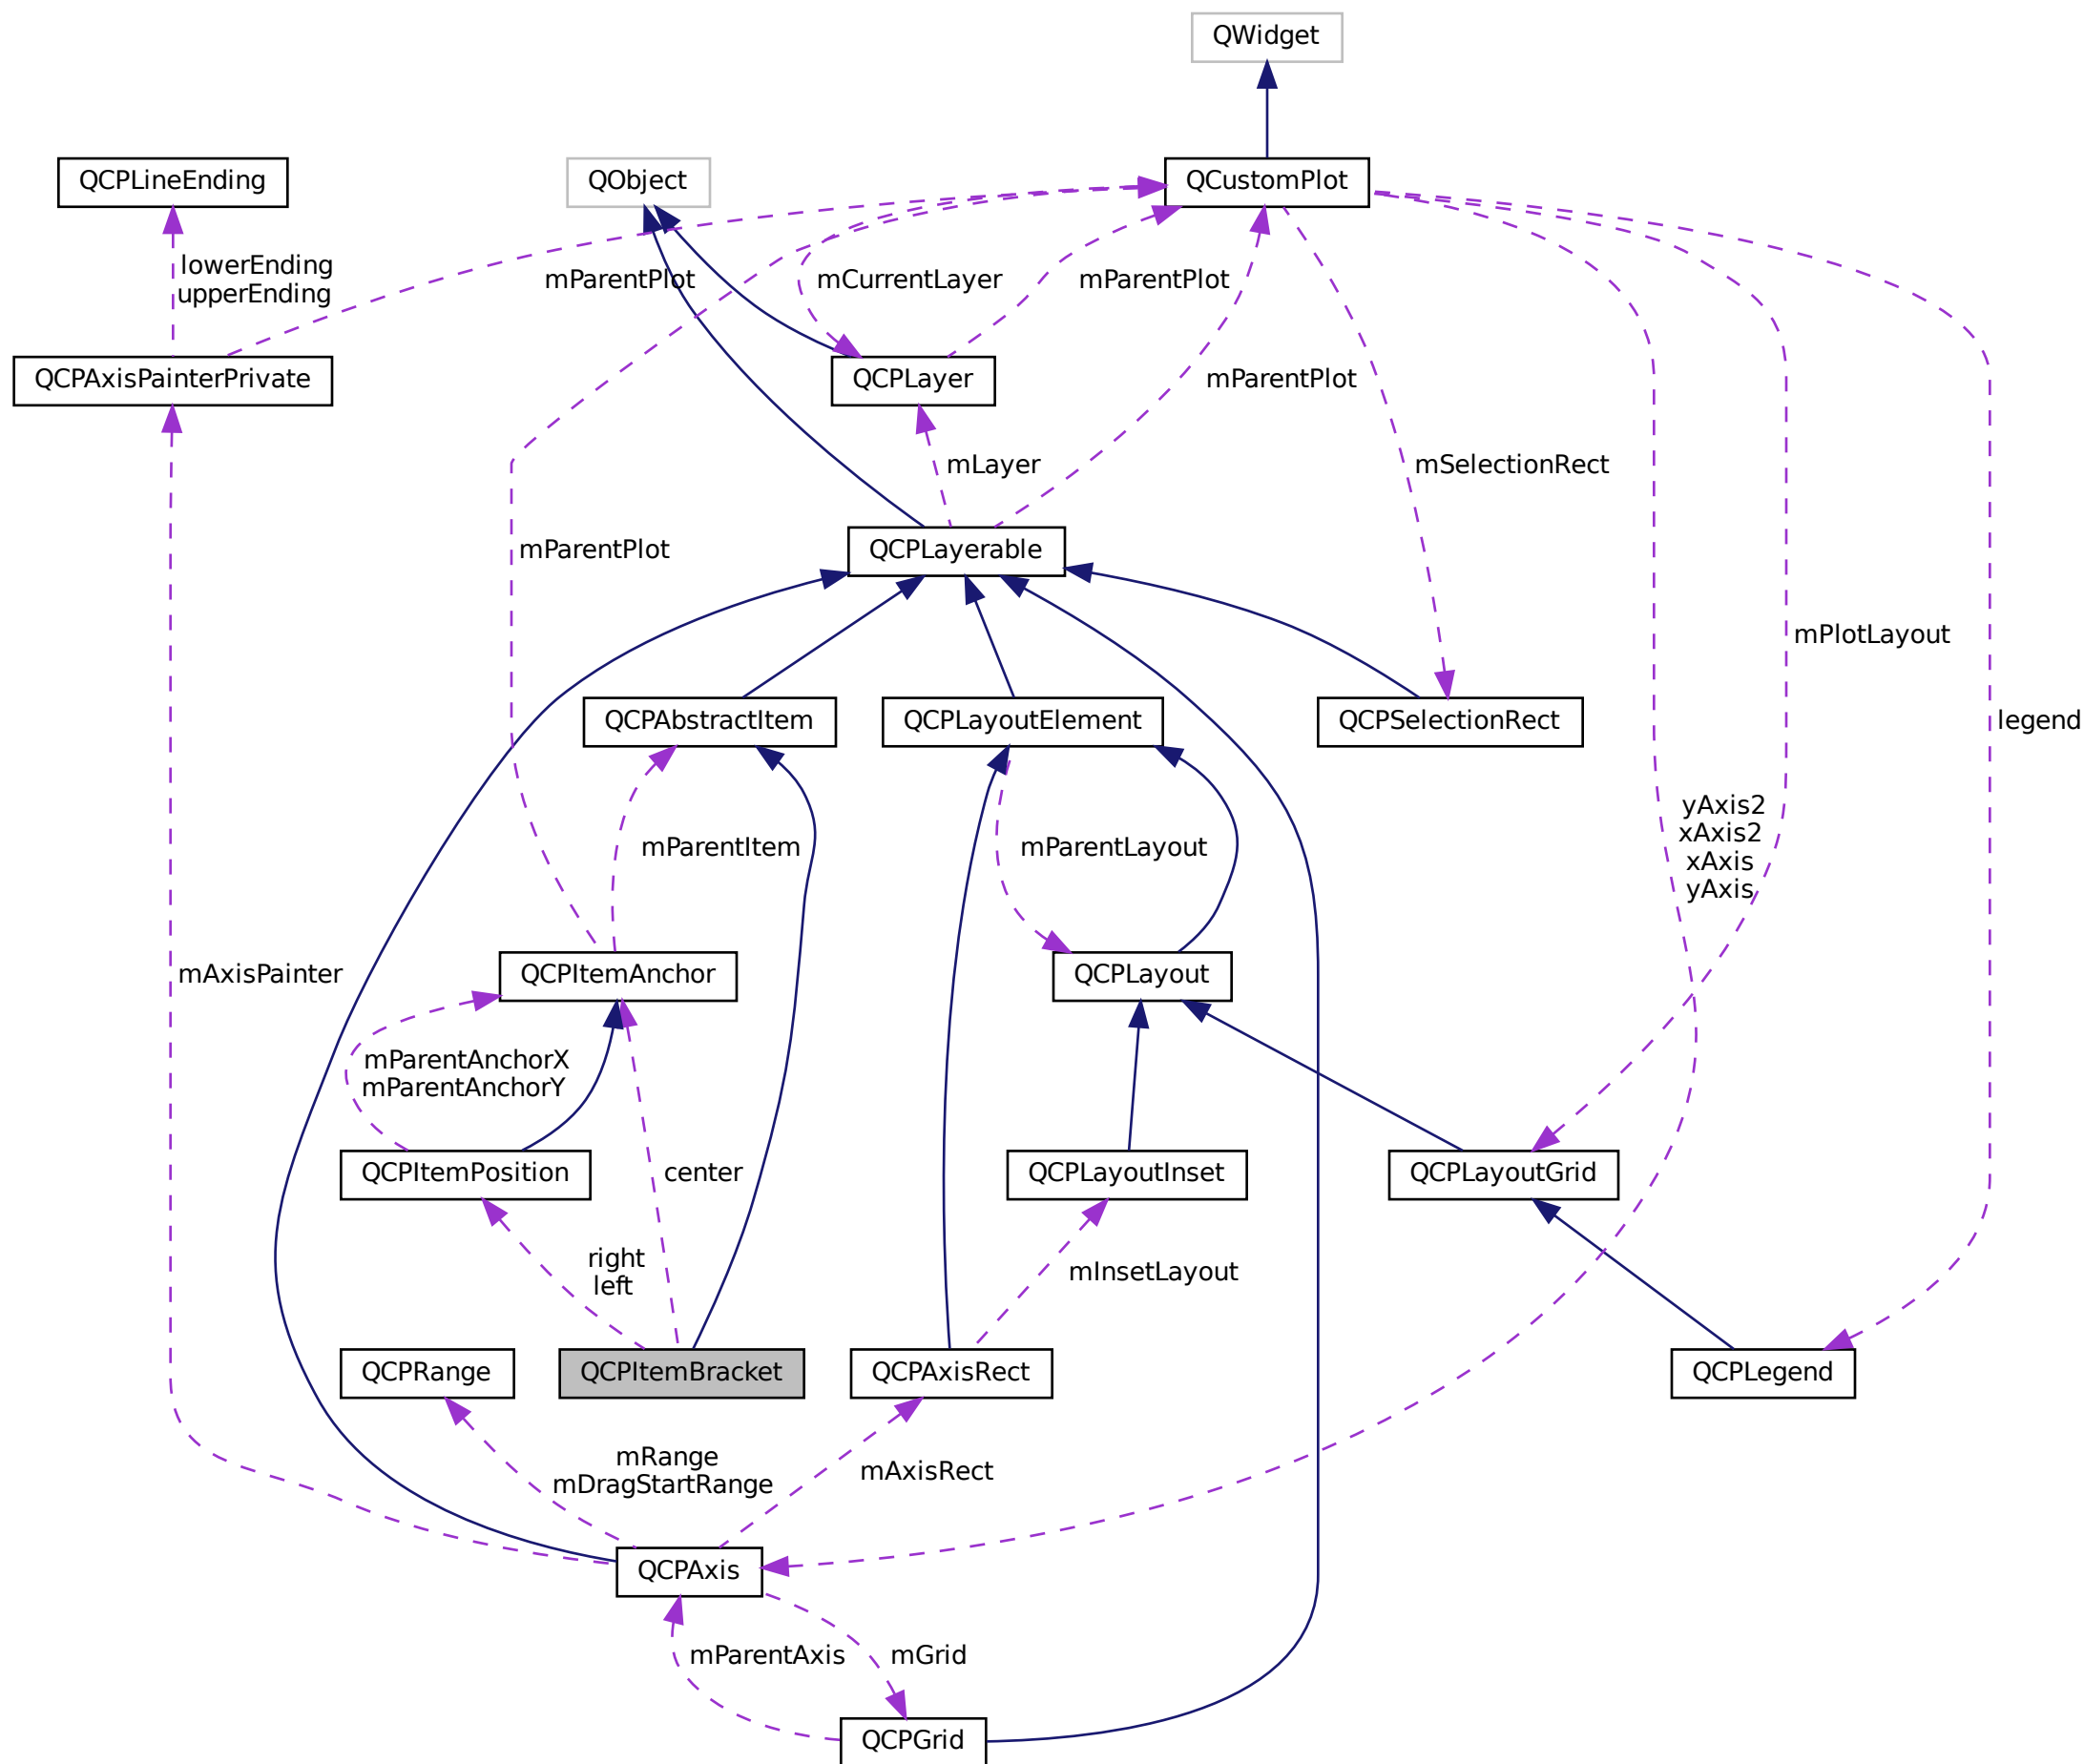 QWidget
QCPLineEnding
QObject
QCustomPlot
lowerEnding
upperEnding
mParentPlot
mCurrentLayer
mParentPlot
QCPAxisPainterPrivate
QCPLayer
mParentPlot
mLayer
mSelectionRect
mParentPlot
QCPLayerable
mPlotLayout
QCPAbstractItem
QCPLayoutElement
QCPSelectionRect
legend
mParentItem
mParentLayout
yAxis2
xAxis2
xAxis
yAxis
mAxisPainter
QCPItemAnchor
QCPLayout
mParentAnchorX
mParentAnchorY
QCPItemPosition
center
QCPLayoutInset
QCPLayoutGrid
right
left
mInsetLayout
QCPRange
QCPItemBracket
QCPAxisRect
QCPLegend
mRange
mDragStartRange
mAxisRect
QCPAxis
mParentAxis
mGrid
QCPGrid